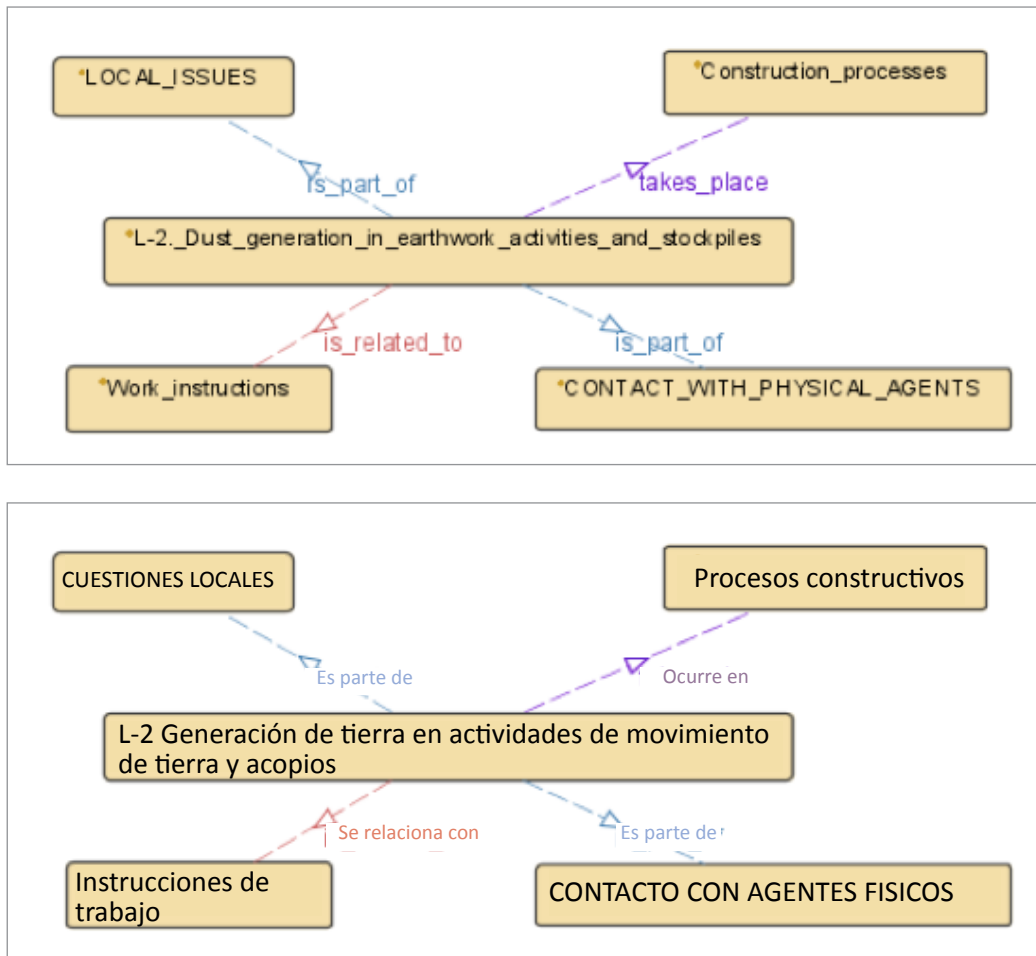 *LOCAL_ISSUES
*Construction_processes
is_part_of
takes_place
*L-2._Dust_generation_in_earthwork_activities_and_stockpiles
is_related_to
is_part_of
*Work_instructions
*CONTACT_WITH_PHYSICAL_AGENTS
CUESTIONES LOCALES
Procesos constructivos
Es parte de
Ocurre en
L-2 Generación de tierra en actividades de movimiento
de tierra y acopios
Se relaciona con
Es parte de
Instrucciones de
trabajo
CONTACTO CON AGENTES FISICOS